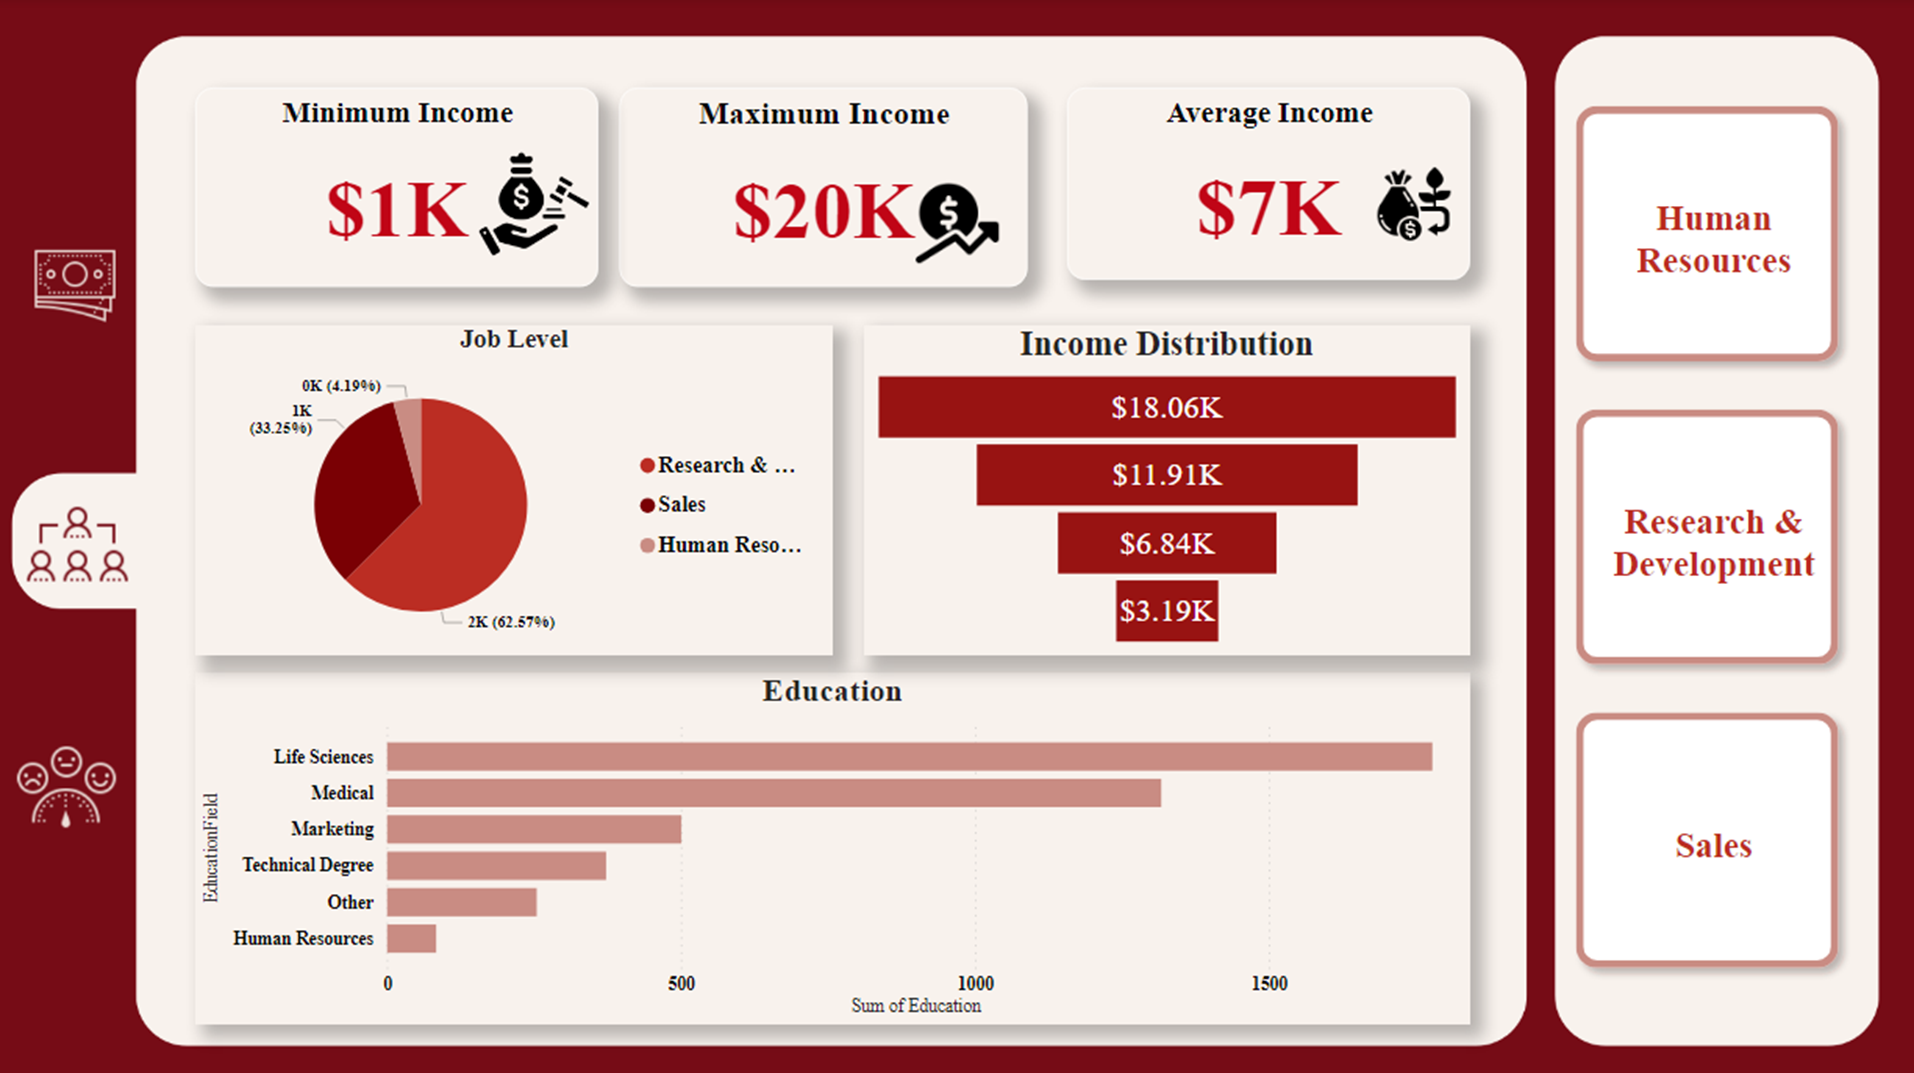 Minimum Income
$1K
$
Maximum Income
$20K
$
Average Income
$7K
$
Job Level
0K (4.19%)
1K
(33.25%)
2K (62.57%)
Research & ...
Sales
Human Reso...
Income Distribution
$18.06K
$11.91K
$6.84K
$3.19K
Education
EducationField
Life Sciences
Medical
Marketing
Technical Degree
Other
Human Resources
0 500 1000 1500
Sum of Education
Human
Resources
Research &
Development
Sales